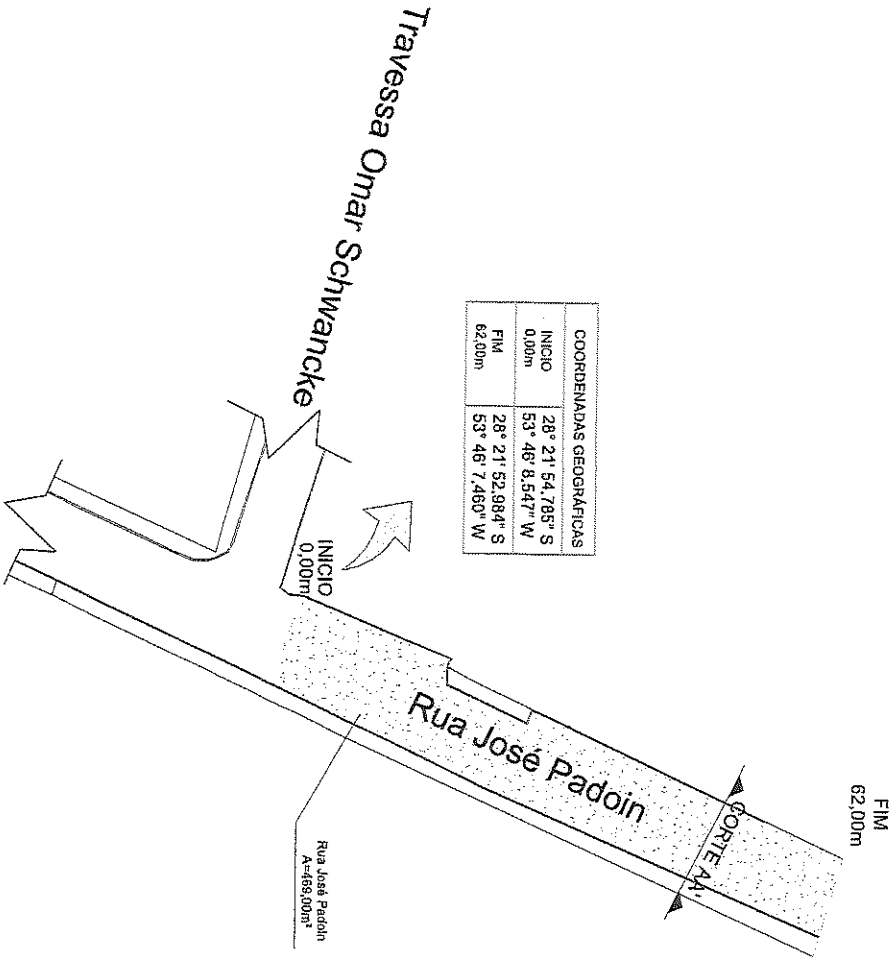 Travessa Omar Schwancke
COORDENADAS GEOGRÁFICAS
INICIO
0,00m
28° 21' 54,785" S
53° 46' 8,547" W
FIM
62,00m
28° 21' 52,984" S
53° 46' 7,460" W
INICIO
0,00m
Rua José Padoin
CORTE AA'
FIM
62,00m
Rua José Padoin
A=469,00m²